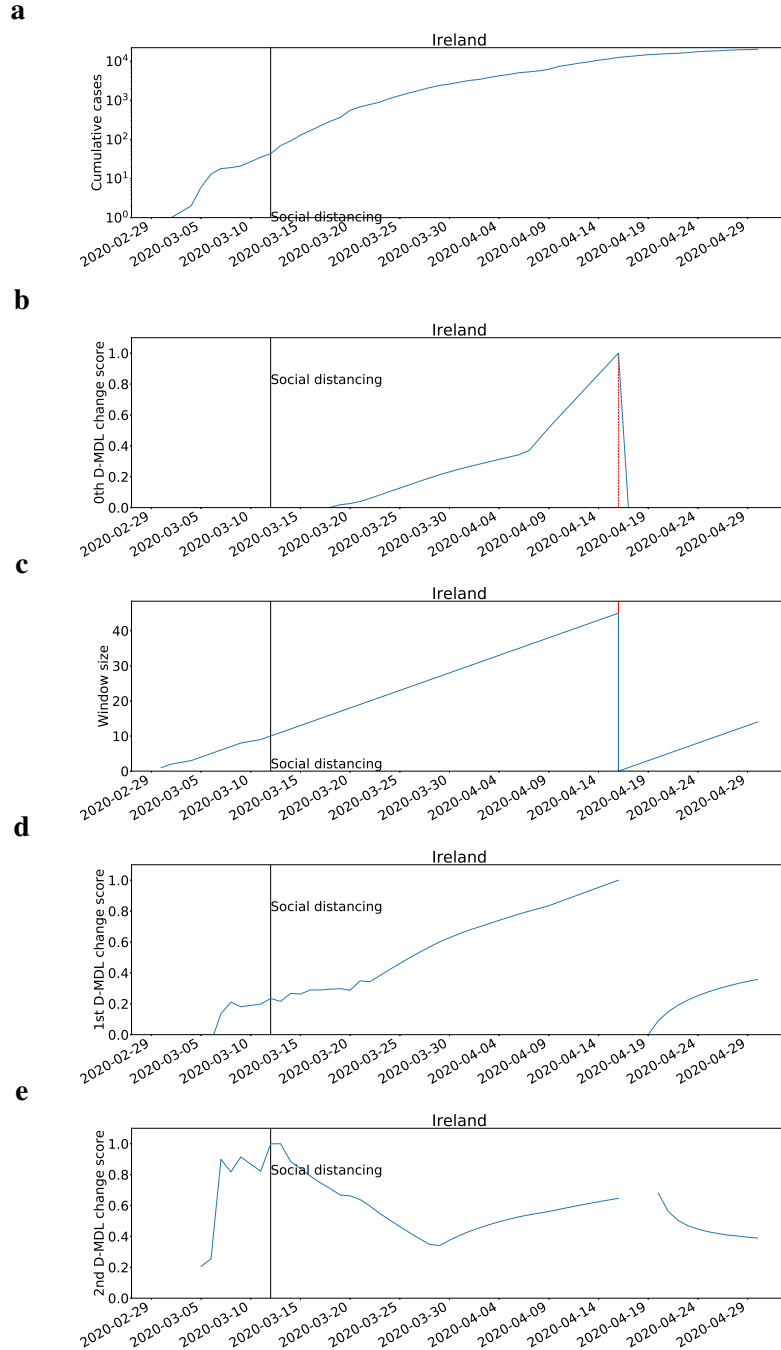 a
Ireland
Cumulative cases
10^4
10^3
10^2
10^1
10^0
Social distancing
2020-02-29 2020-03-05 2020-03-10 2020-03-15 2020-03-20 2020-03-25 2020-03-30 2020-04-04 2020-04-09 2020-04-14 2020-04-19 2020-04-24 2020-04-29
b
Ireland
0th D-MDL change score
1.0
0.8
Social distancing
0.6
0.4
0.2
0.0
2020-02-29 2020-03-05 2020-03-10 2020-03-15 2020-03-20 2020-03-25 2020-03-30 2020-04-04 2020-04-09 2020-04-14 2020-04-19 2020-04-24 2020-04-29
c
Ireland
Window size
40
30
20
10
Social distancing
0
2020-02-29 2020-03-05 2020-03-10 2020-03-15 2020-03-20 2020-03-25 2020-03-30 2020-04-04 2020-04-09 2020-04-14 2020-04-19 2020-04-24 2020-04-29
d
Ireland
1st D-MDL change score
1.0
0.8
Social distancing
0.6
0.4
0.2
0.0
2020-02-29 2020-03-05 2020-03-10 2020-03-15 2020-03-20 2020-03-25 2020-03-30 2020-04-04 2020-04-09 2020-04-14 2020-04-19 2020-04-24 2020-04-29
e
Ireland
2nd D-MDL change score
1.0
0.8
Social distancing
0.6
0.4
0.2
0.0
2020-02-29 2020-03-05 2020-03-10 2020-03-15 2020-03-20 2020-03-25 2020-03-30 2020-04-04 2020-04-09 2020-04-14 2020-04-19 2020-04-24 2020-04-29